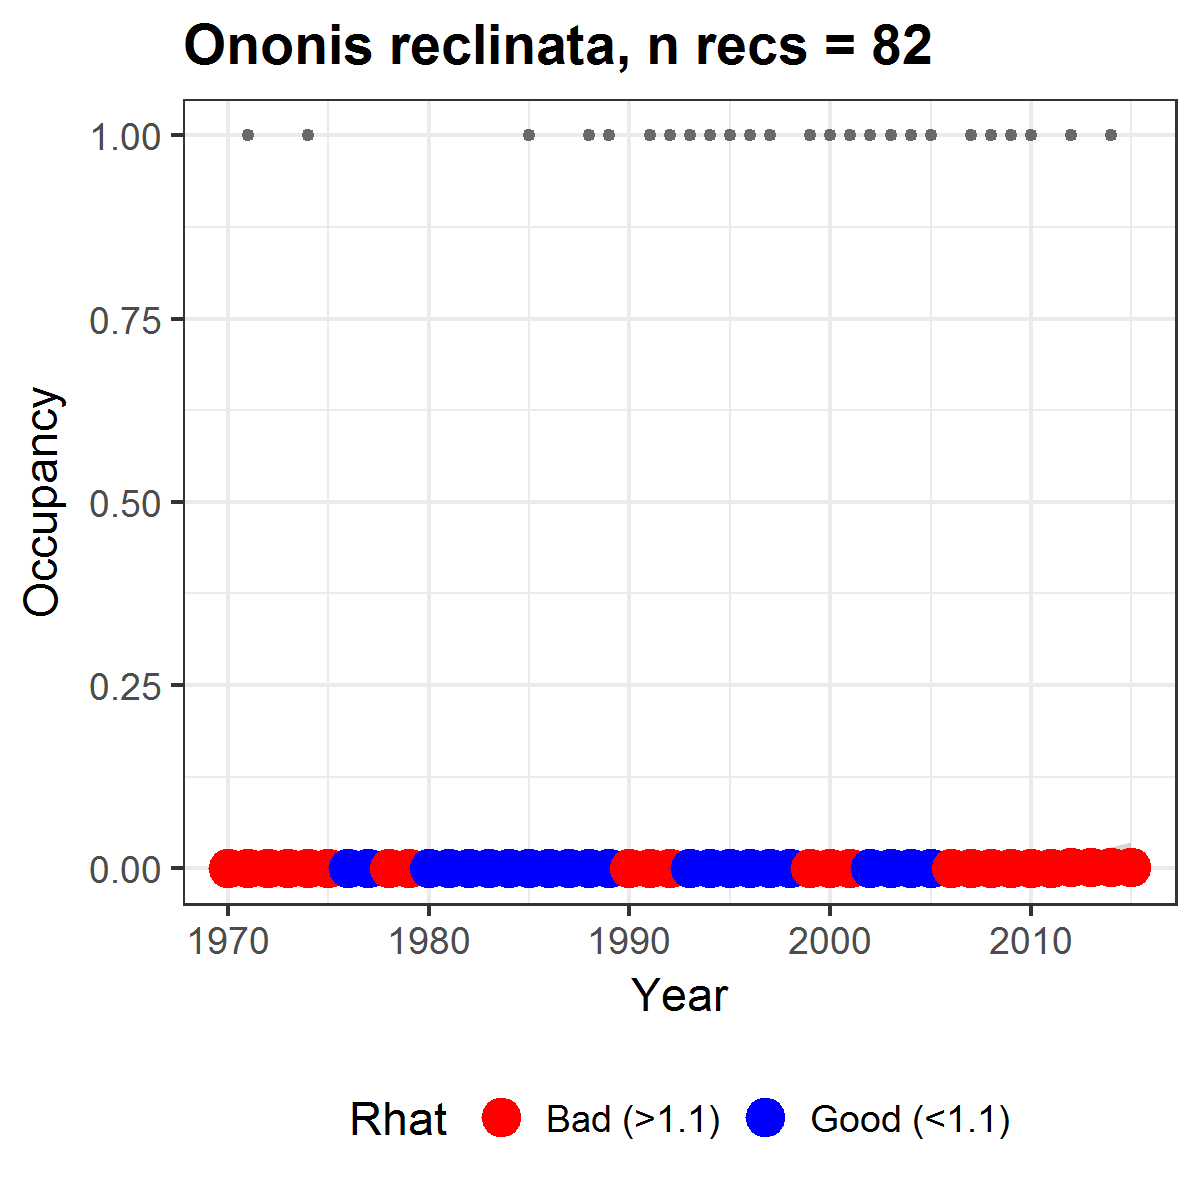 Ononis reclinata, n recs = 82
1.00
0.75
0.50
0.25
0.00
Occupancy
1970 1980 1990 2000 2010
Year
Rhat Bad (>1.1) Good (<1.1)